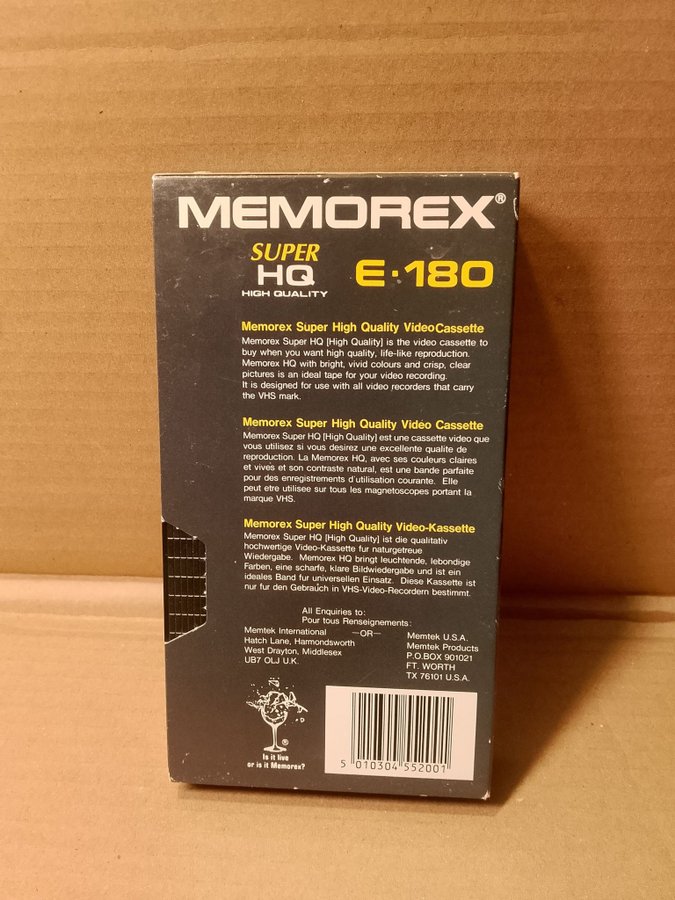 MEMOREX®
SUPER
HQ
HIGH QUALITY
E·180
Memorex Super High Quality VideoCassette
Memorex Super HQ [High Quality] is the video cassette to
buy when you want high quality, life-like reproduction.
Memorex HQ with bright, vivid colours and crisp, clear
pictures is an ideal tape for your video recording.
It is designed for use with all video recorders that carry
the VHS mark.
Memorex Super High Quality Vidéo Cassette
Memorex Super HQ [High Quality] est une cassette video que
vous utilisez si vous desirez une excellente qualite de
reproduction. La Memorex HQ, avec ses couleurs claires
et vives et son contraste natural, est une bande parfaite
pour des enregistrements d'utilisation courante. Elle
peut etre utilisee sur tous les magnetoscopes portant la
marque VHS.
Memorex Super High Quality Video-Kassette
Memorex Super HQ [High Quality] ist die qualitativ
hochwertige Video-Kassette fur naturgetreue
Wiedergabe. Memorex HQ bringt leuchtende, lebondige
Farben, eine scharfe, klare Bildwiedergabe und ist ein
ideales Band fur universellen Einsatz. Diese Kassette ist
nur fur den Gebrauch in VHS-Video-Recordern bestimmt.
All Enquiries to:
Pour tous Renseignements:
Memtek International
Hatch Lane, Harmondsworth
West Drayton, Middlesex
UB7 OLJ U.K.
—OR—
Memtek U.S.A.
Memtek Products
P.O.BOX 901021
FT. WORTH
TX 76101 U.S.A.
®
Is it live
or is it Memorex?
5 010304 552001